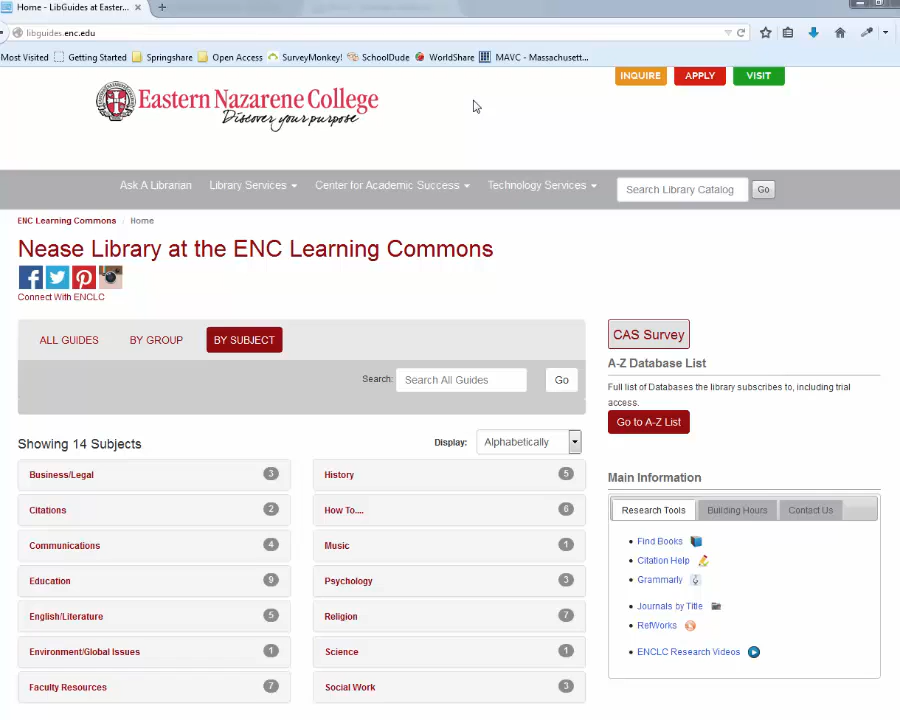 Home - LibGuides at Easter... × +
libguides.enc.edu
Most Visited Getting Started Springshare Open Access SurveyMonkey! SchoolDude WorldShare MAVC - Massachusett...
INQUIRE APPLY VISIT
Eastern Nazarene College
Discover your purpose
Ask A Librarian Library Services Center for Academic Success Technology Services Search Library Catalog Go
ENC Learning Commons / Home
Nease Library at the ENC Learning Commons
Connect With ENCLC
ALL GUIDES BY GROUP BY SUBJECT
Search: Search All Guides Go
Showing 14 Subjects Display: Alphabetically
Business/Legal 3
Citations 2
Communications 4
Education 9
English/Literature 5
Environment/Global Issues 1
Faculty Resources 7
History 5
How To.... 6
Music 1
Psychology 3
Religion 7
Science 1
Social Work 3
CAS Survey
A-Z Database List
Full list of Databases the library subscribes to, including trial
access.
Go to A-Z List
Main Information
Research Tools Building Hours Contact Us
Find Books
Citation Help
Grammarly
Journals by Title
RefWorks
ENCLC Research Videos